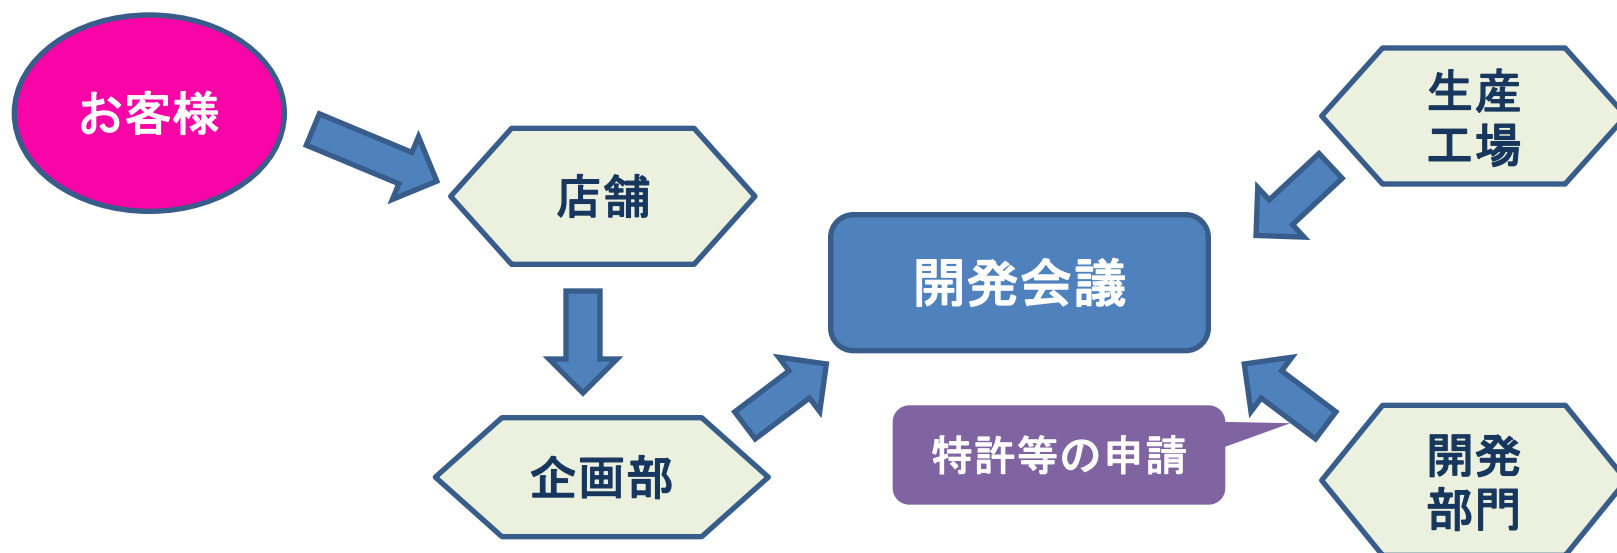 お客様
店舗
企画部
開発会議
特許等の申請
生産
工場
開発
部門